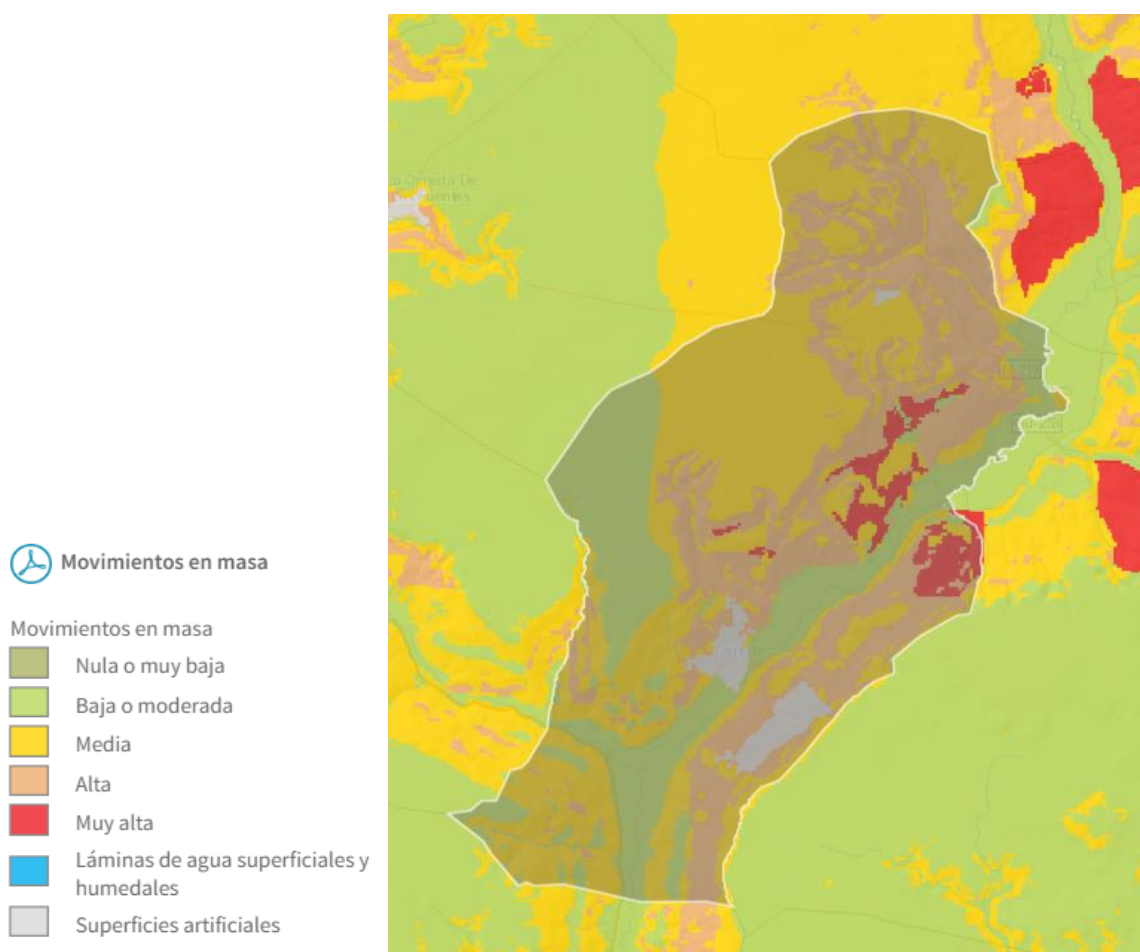 Movimientos en masa
Movimientos en masa
Nula o muy baja
Baja o moderada
Media
Alta
Muy alta
Láminas de agua superficiales y
humedales
Superficies artificiales